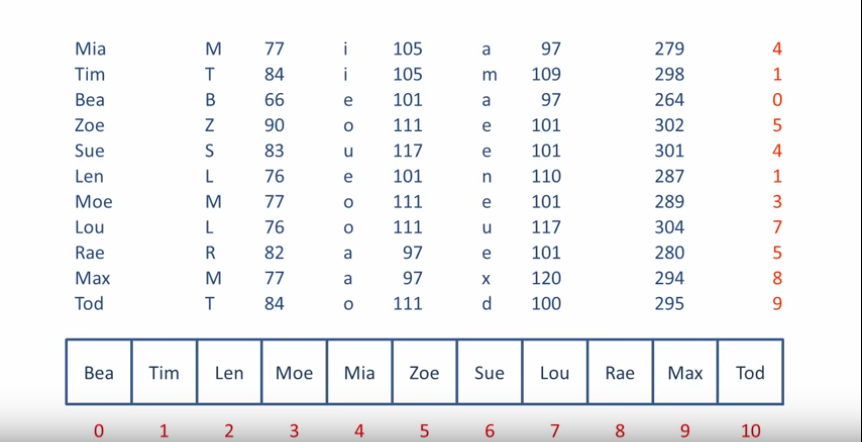 Mia M 77 i 105 a 97 279 4
Tim T 84 i 105 m 109 298 1
Bea B 66 e 101 a 97 264 0
Zoe Z 90 o 111 e 101 302 5
Sue S 83 u 117 e 101 301 4
Len L 76 e 101 n 110 287 1
Moe M 77 o 111 e 101 289 3
Lou L 76 o 111 u 117 304 7
Rae R 82 a 97 e 101 280 5
Max M 77 a 97 x 120 294 8
Tod T 84 o 111 d 100 295 9
Bea Tim Len Moe Mia Zoe Sue Lou Rae Max Tod
0 1 2 3 4 5 6 7 8 9 10